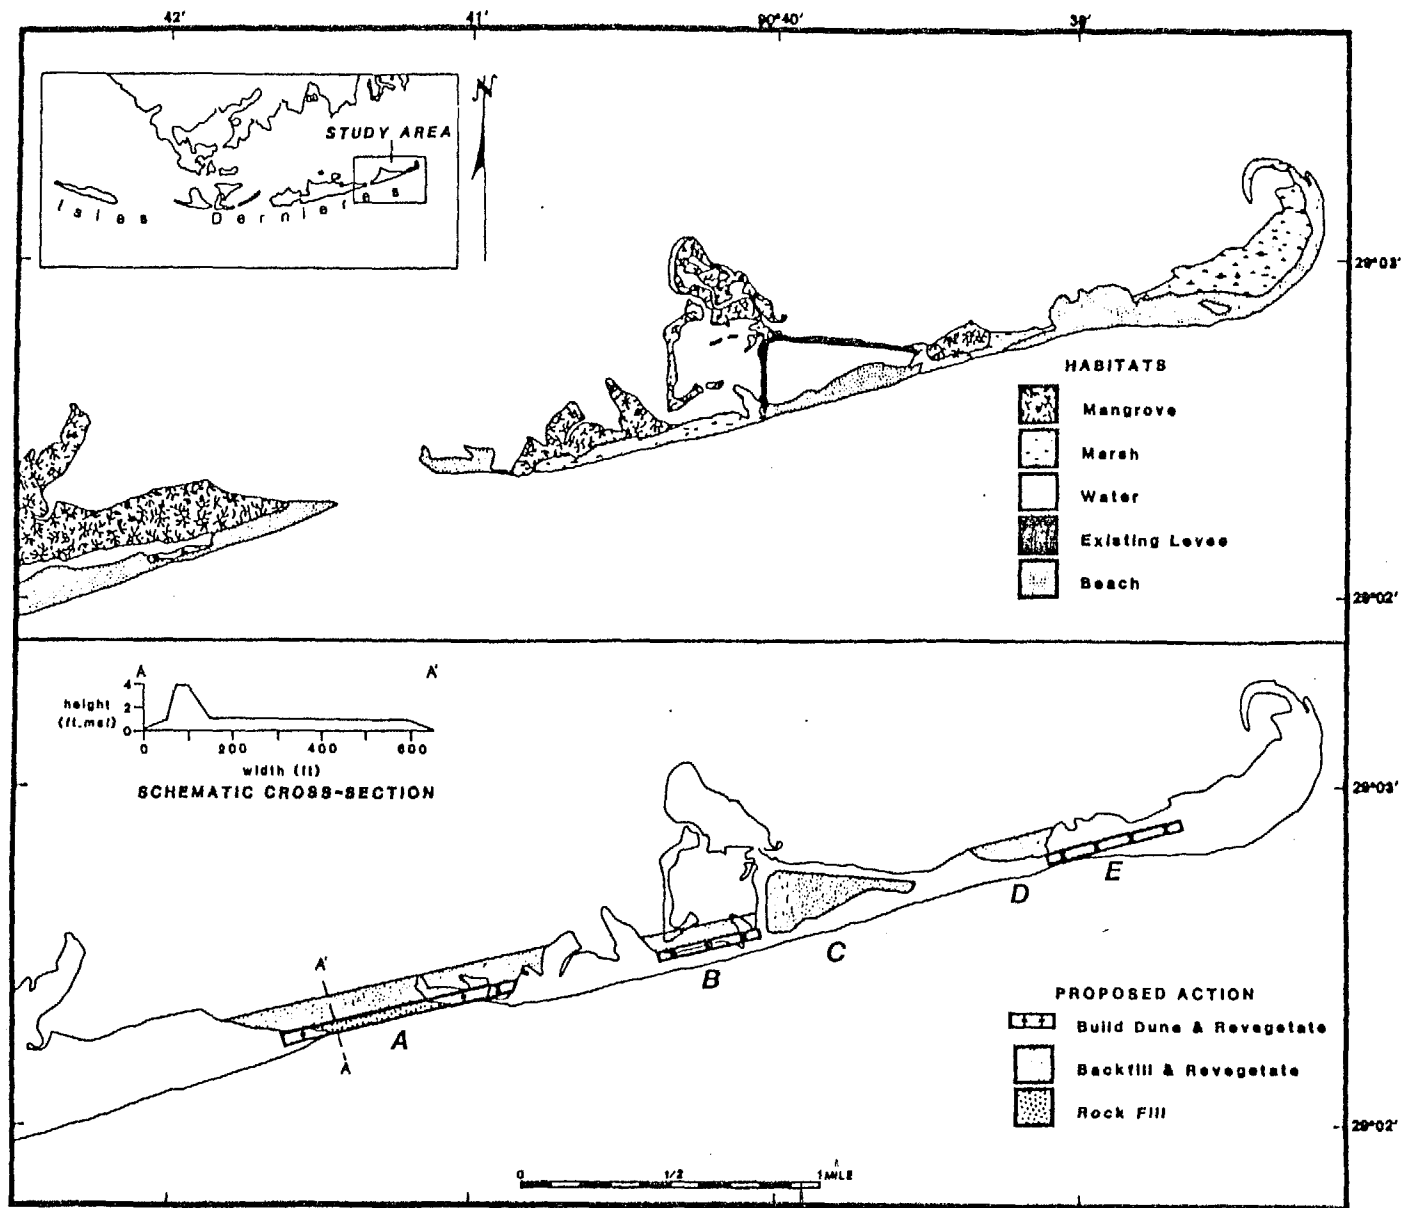 42'
41'
90°40'
39'
N
STUDY AREA
Isles Dernieres
29°03'
HABITATS
Mangrove
Marsh
Water
Existing Levee
Beach
29°02'
A A'
height
(ft.msl)
4
2
0
0 200 400 600
width (ft)
SCHEMATIC CROSS-SECTION
29°03'
E
D
C
B
A'
A
A
PROPOSED ACTION
Build Dune & Revegetate
Backfill & Revegetate
Rock Fill
29°02'
0 1/2 1 MILE